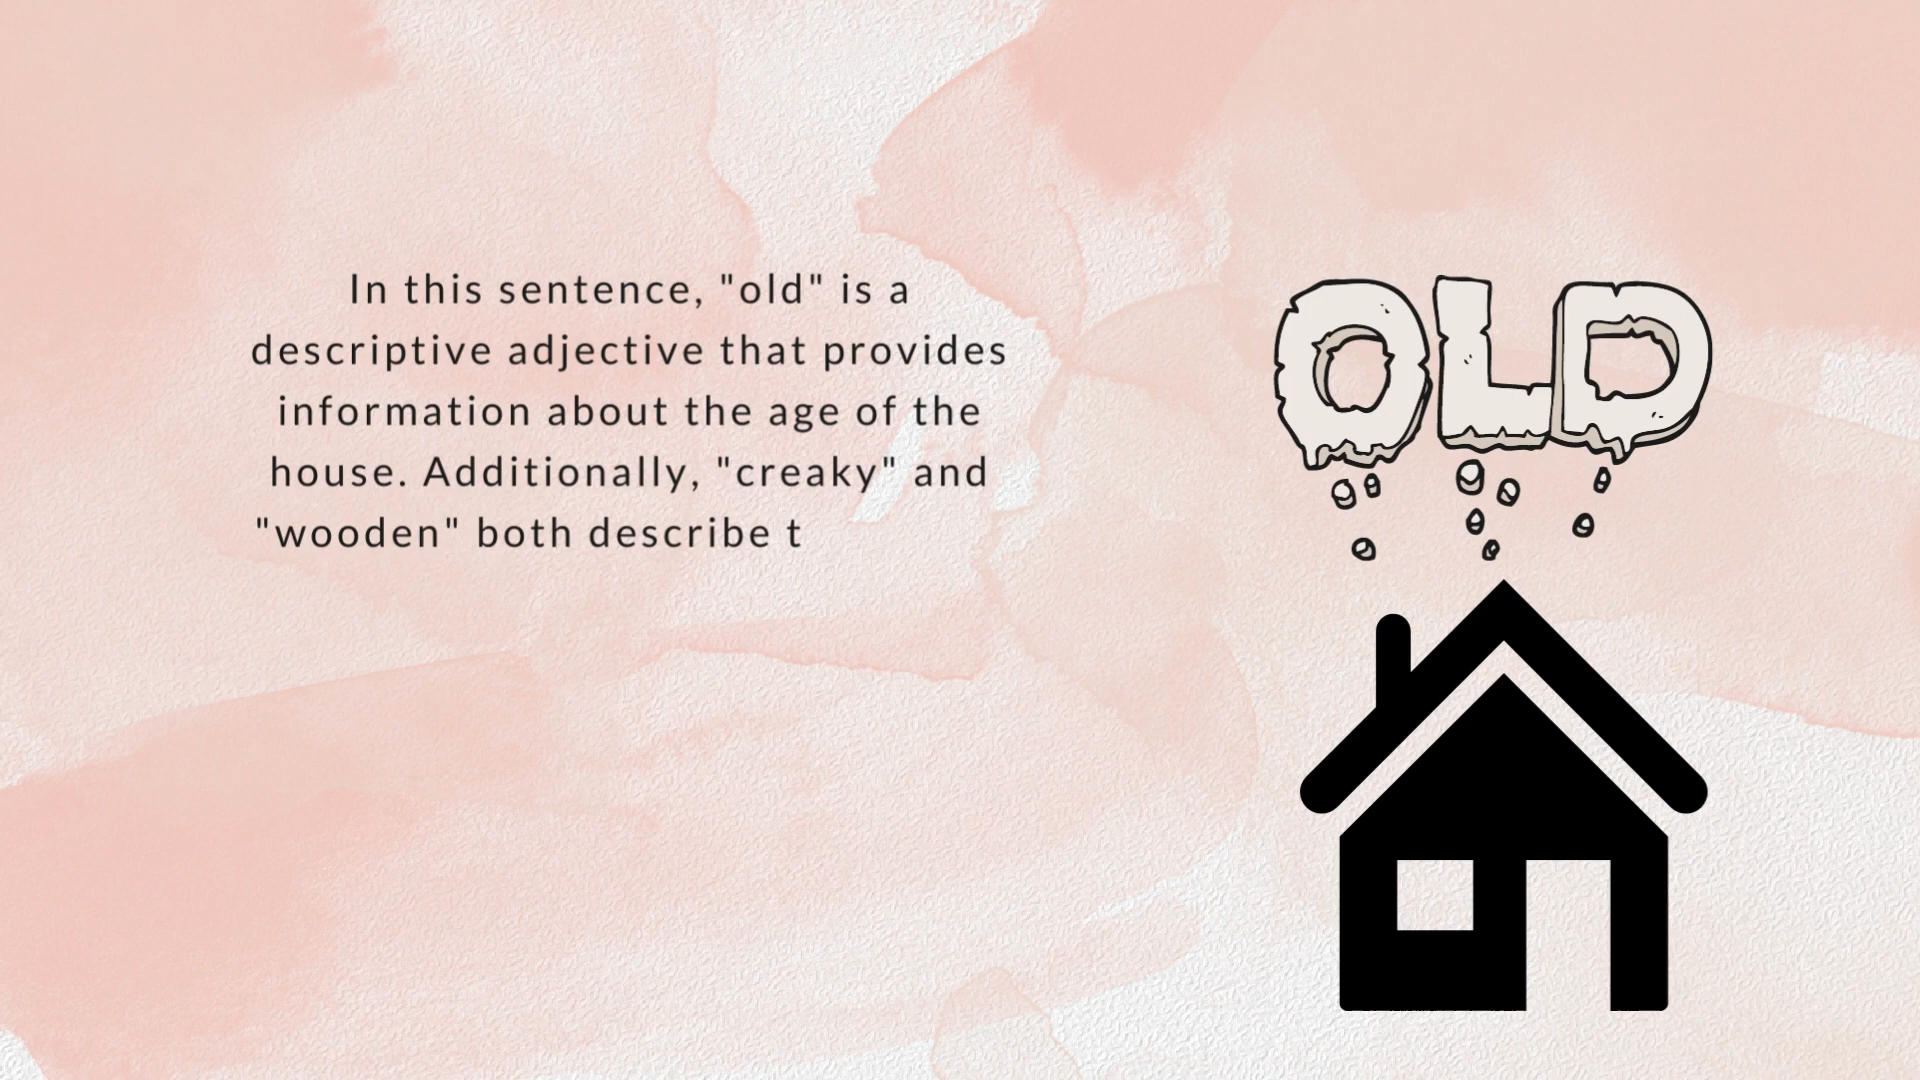 In this sentence, "old" is a
descriptive adjective that provides
information about the age of the
house. Additionally, "creaky" and
"wooden" both describe t
OLD